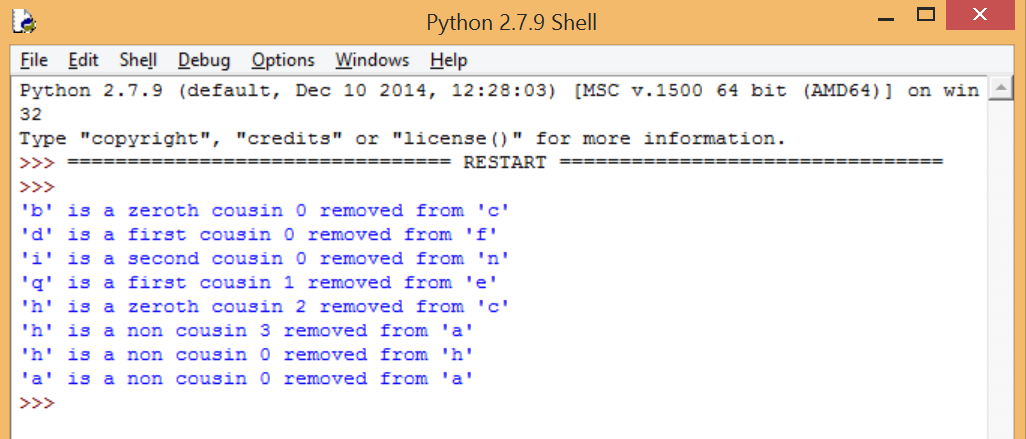 Python 2.7.9 Shell
File Edit Shell Debug Options Windows Help
Python 2.7.9 (default, Dec 10 2014, 12:28:03) [MSC v.1500 64 bit (AMD64)] on win
32
Type "copyright", "credits" or "license()" for more information.
>>> ================================ RESTART ================================
>>>
'b' is a zeroth cousin 0 removed from 'c'
'd' is a first cousin 0 removed from 'f'
'i' is a second cousin 0 removed from 'n'
'q' is a first cousin 1 removed from 'e'
'h' is a zeroth cousin 2 removed from 'c'
'h' is a non cousin 3 removed from 'a'
'h' is a non cousin 0 removed from 'h'
'a' is a non cousin 0 removed from 'a'
>>>